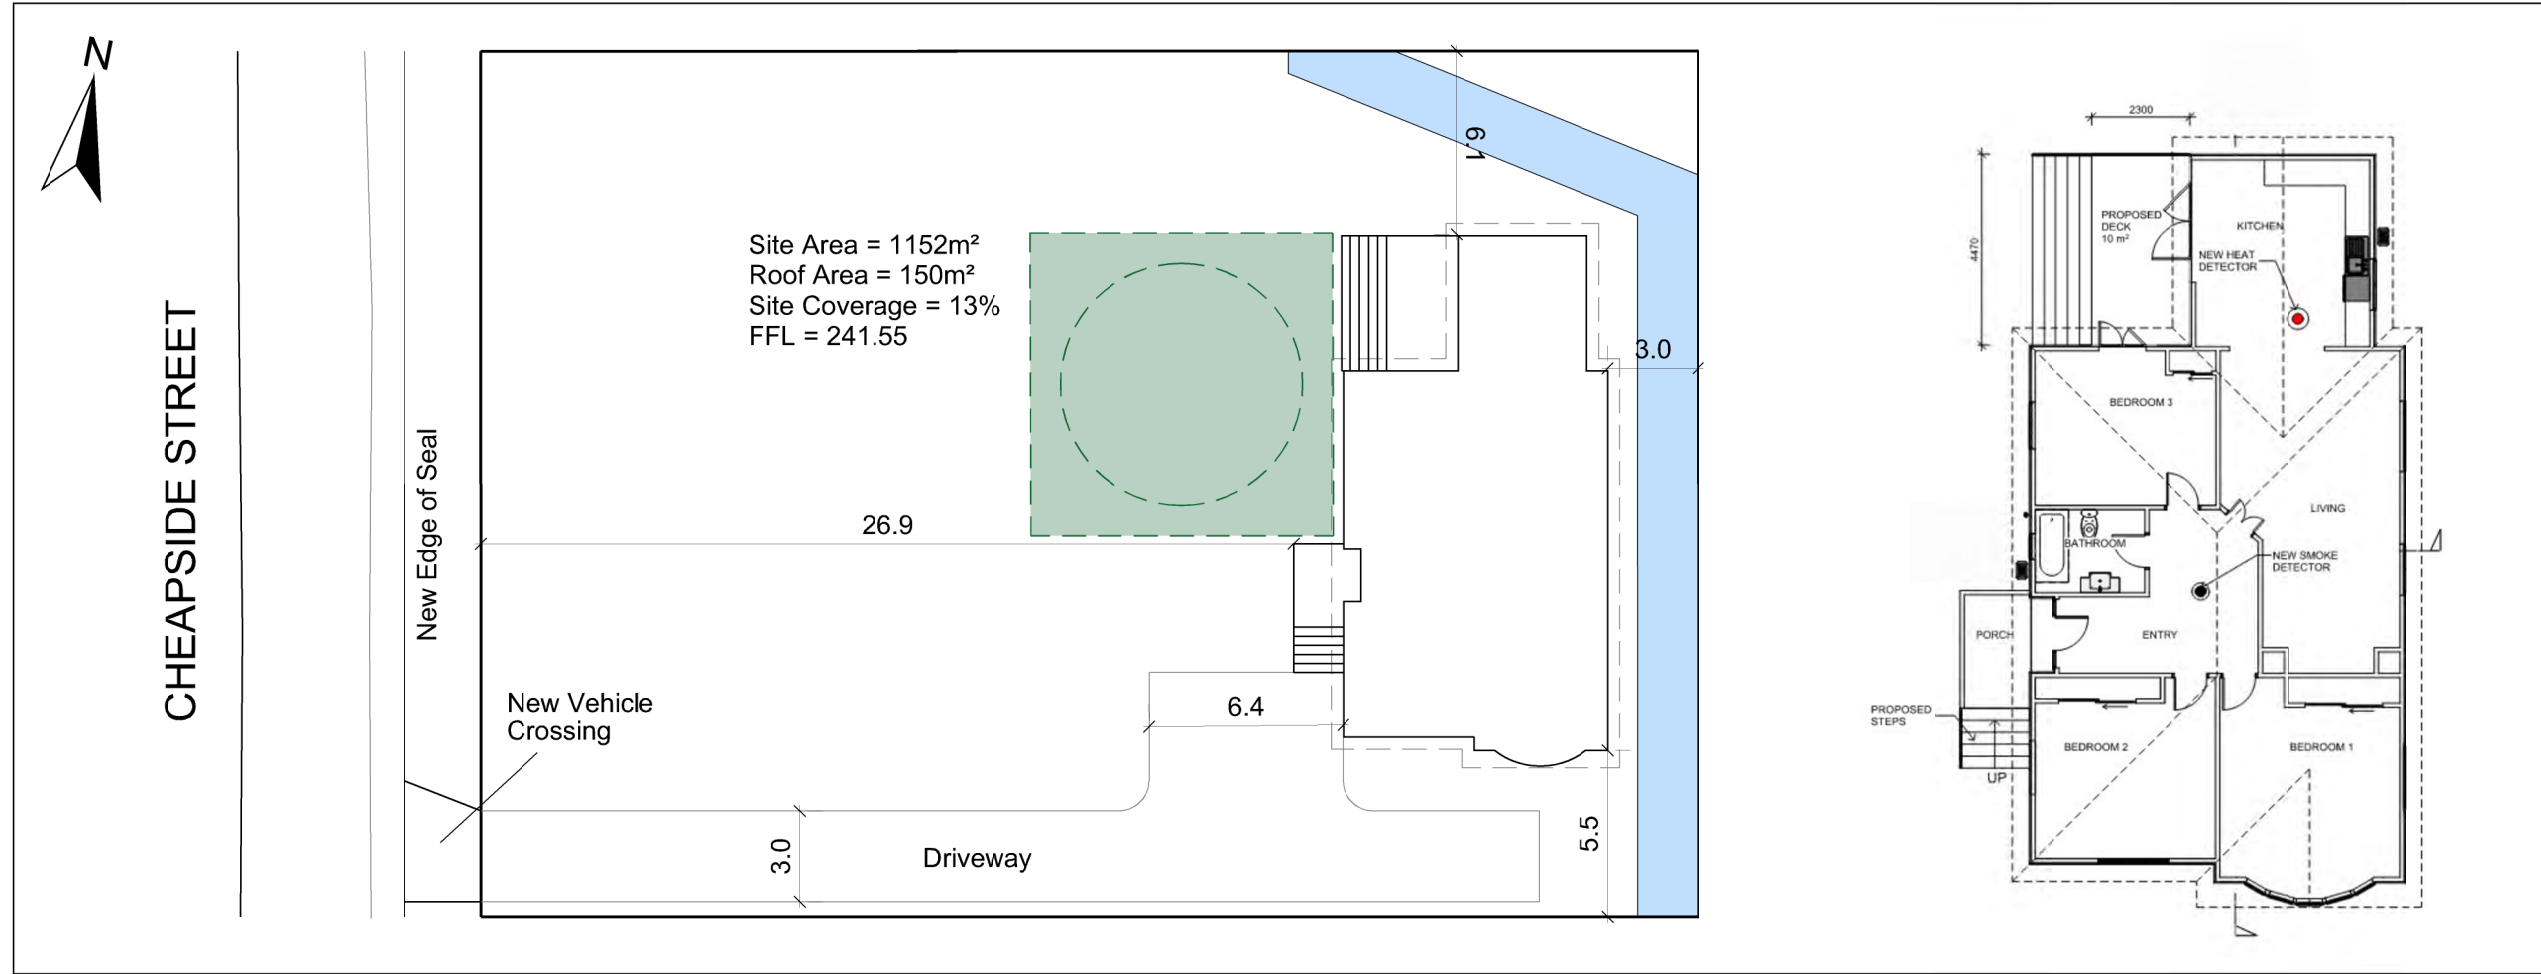 N
CHEAPSIDE STREET
New Edge of Seal
Site Area = 1152m²
Roof Area = 150m²
Site Coverage = 13%
FFL = 241.55
6.1
3.0
26.9
New Vehicle
Crossing
6.4
3.0
Driveway
5.5
2300
4470
PROPOSED
DECK
10 m²
KITCHEN
NEW HEAT
DETECTOR
BEDROOM 3
LIVING
BATHROOM
NEW SMOKE
DETECTOR
PORCH
ENTRY
PROPOSED
STEPS
UP
BEDROOM 2
BEDROOM 1